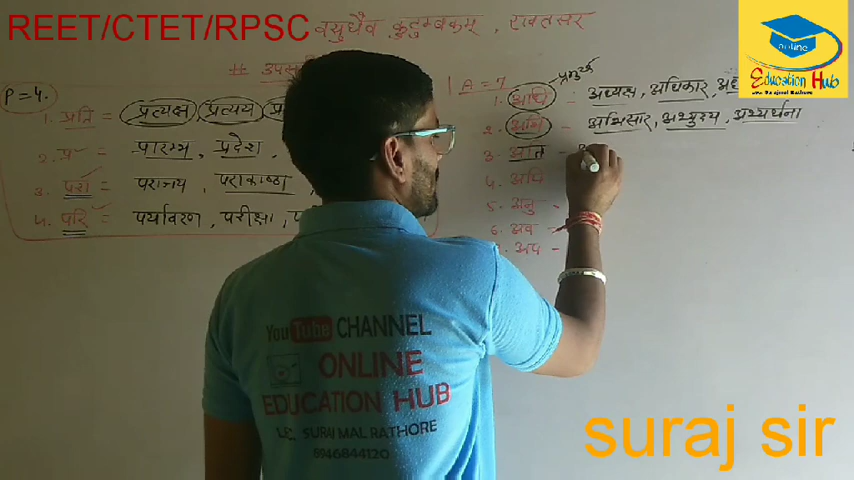 REET/CTET/RPSC
वसुधैव कुटुम्बकम्, रावतसर
online
Education Hub
# उपस
P = 4.
1. प्रति = प्रत्यक्ष, प्रत्यय,
2. प्र = प्रारम्भ, प्रदेश,
3. परा = पराजय, पराकाष्ठा
4. परि = पर्यावरण, परीक्षा,
A = 7
1. अधि - अध्यक्ष, अधिकार,
2. अभि - अभिसार, अभ्युदय, अभ्यर्थना
3. अति -
4. अपि
5. अनु -
6. अव -
अप -
YouTube CHANNEL
ONLINE
EDUCATION HUB
SURAJ MAL RATHORE
8946844120
suraj sir